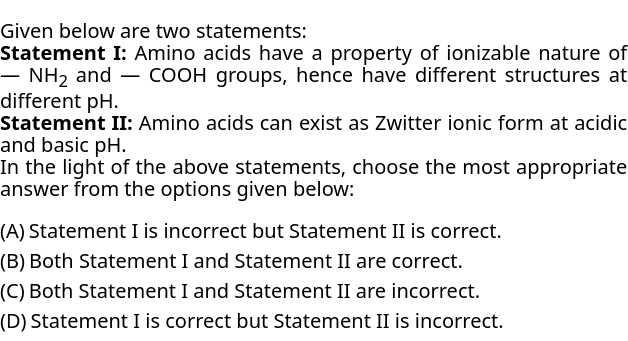 Given below are two statements:
Statement I: Amino acids have a property of ionizable nature of
— NH2 and — COOH groups, hence have different structures at
different pH.
Statement II: Amino acids can exist as Zwitter ionic form at acidic
and basic pH.
In the light of the above statements, choose the most appropriate
answer from the options given below:
(A) Statement I is incorrect but Statement II is correct.
(B) Both Statement I and Statement II are correct.
(C) Both Statement I and Statement II are incorrect.
(D) Statement I is correct but Statement II is incorrect.